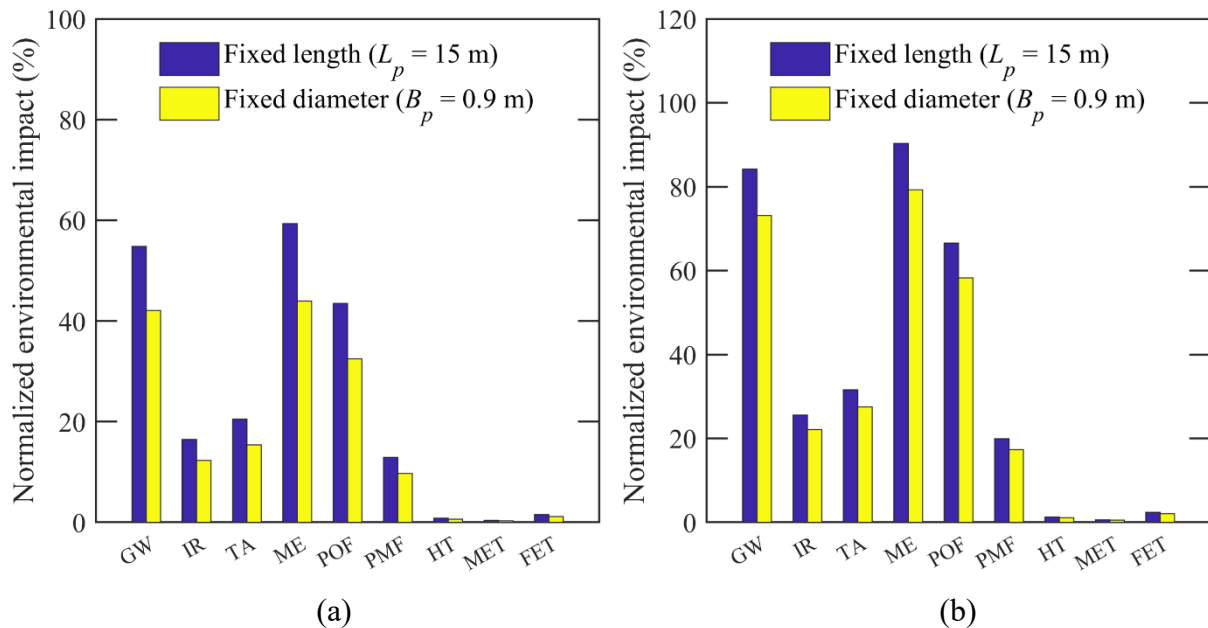 Normalized environmental impact (%)
100
80
60
40
20
0
Fixed length (Lₚ = 15 m)
Fixed diameter (Bₚ = 0.9 m)
GW IR TA ME POF PMF HT MET FET
(a)
Normalized environmental impact (%)
120
100
80
60
40
20
0
Fixed length (Lₚ = 15 m)
Fixed diameter (Bₚ = 0.9 m)
GW IR TA ME POF PMF HT MET FET
(b)